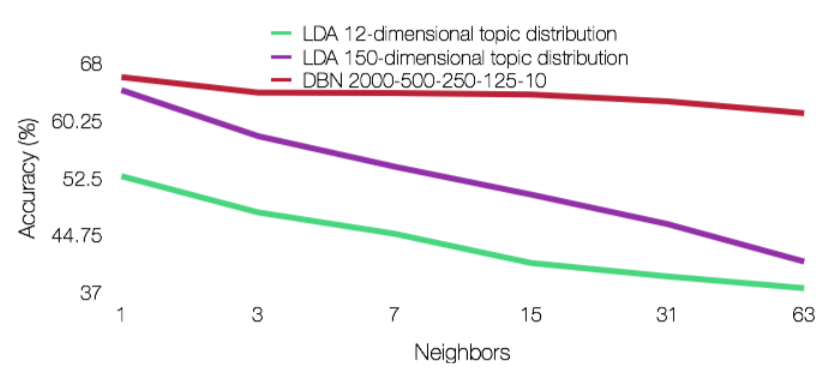 LDA 12-dimensional topic distribution
LDA 150-dimensional topic distribution
DBN 2000-500-250-125-10
68
60.25
52.5
44.75
37
Accuracy (%)
1 3 7 15 31 63
Neighbors